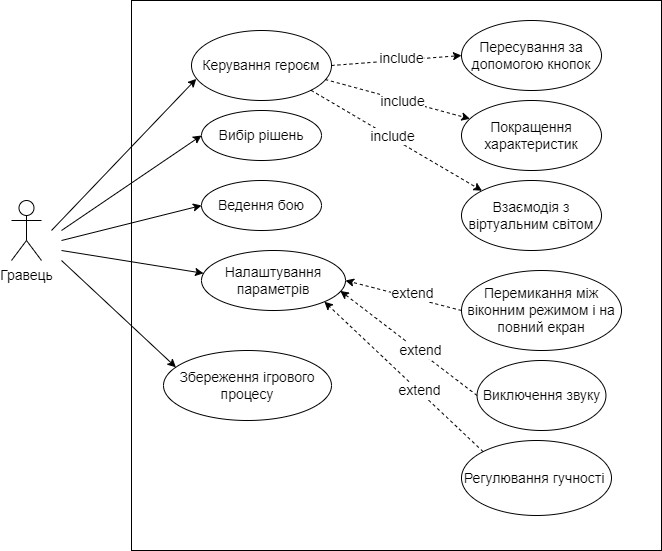 Керування героєм
include
Пересування за
допомогою кнопок
include
Покращення
характеристик
Вибір рішень
include
Взаємодія з
віртуальним світом
Ведення бою
Гравець
Налаштування
параметрів
extend
Перемикання між
віконним режимом і на
повний екран
extend
Виключення звуку
Збереження ігрового
процесу
extend
Регулювання гучності